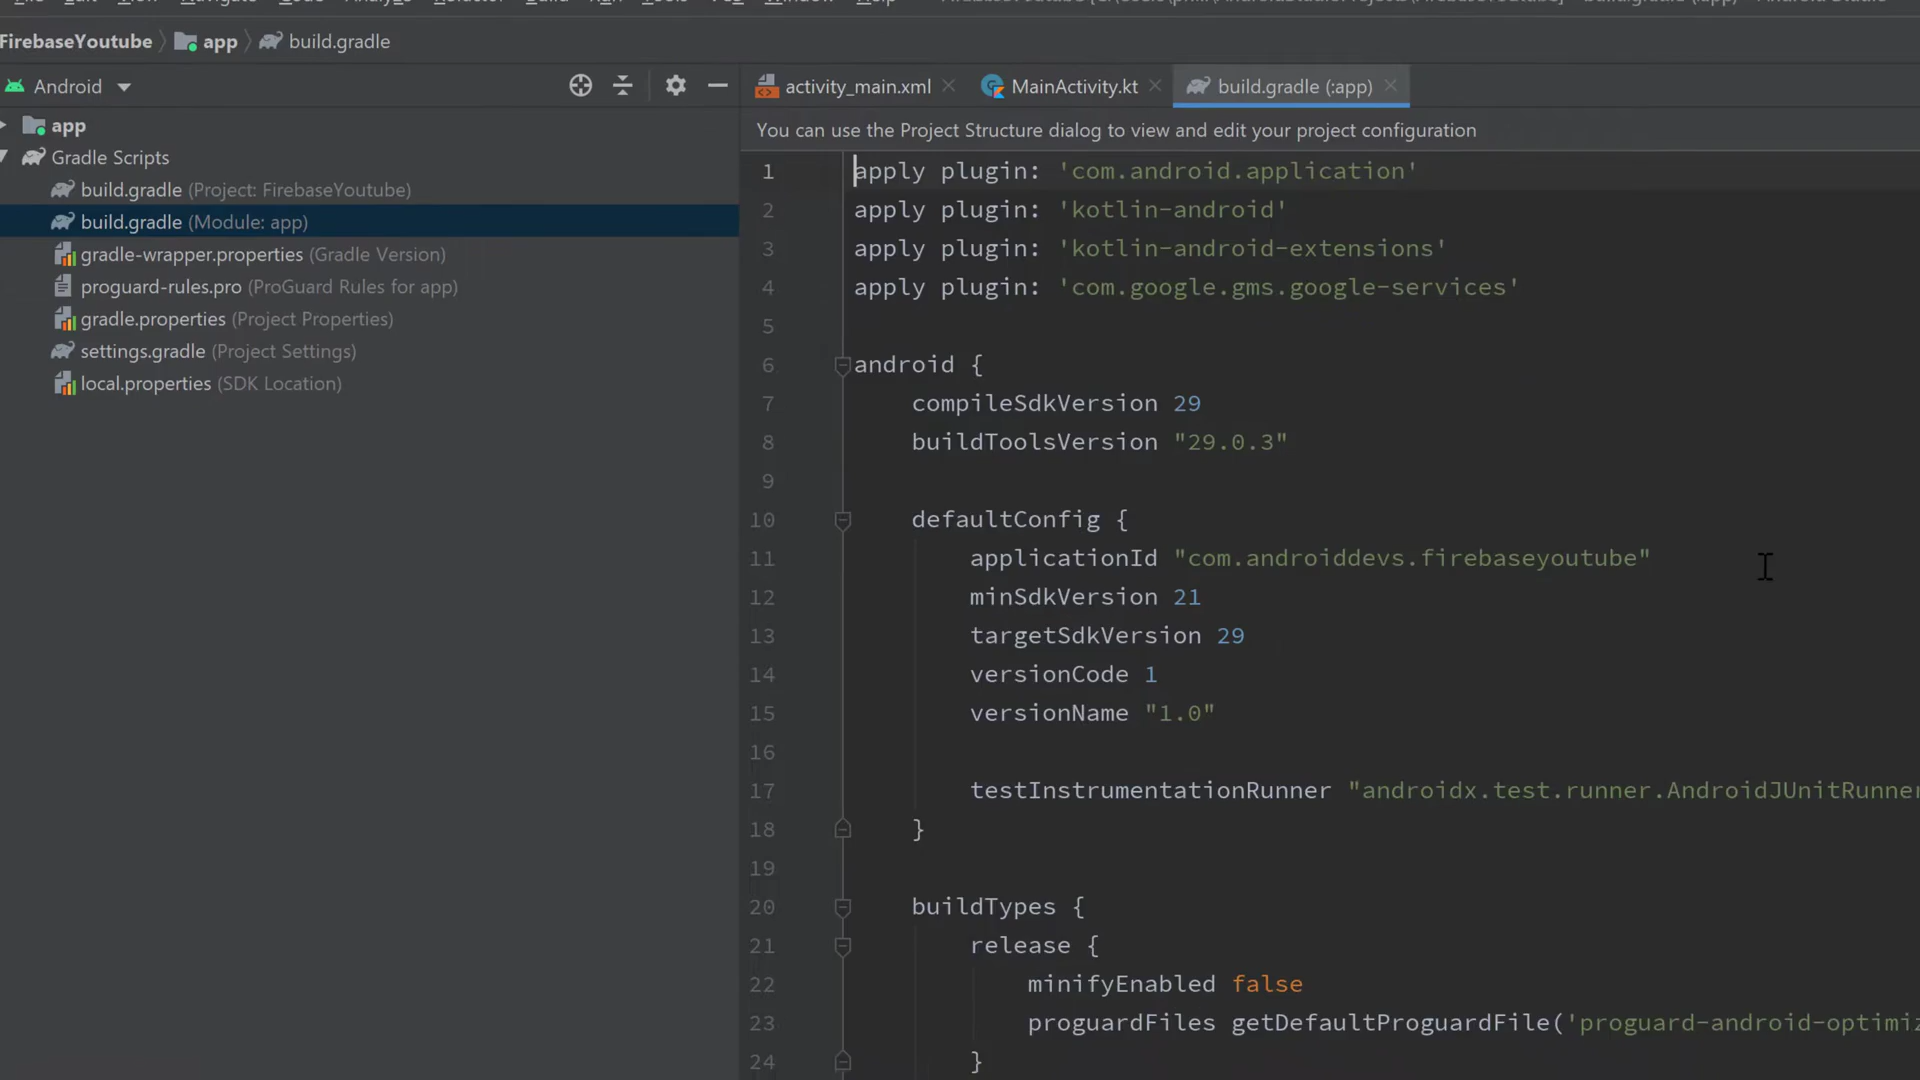 FirebaseYoutube app build.gradle
Android
activity_main.xml MainActivity.kt build.gradle (:app)
app
Gradle Scripts
build.gradle (Project: FirebaseYoutube)
build.gradle (Module: app)
gradle-wrapper.properties (Gradle Version)
proguard-rules.pro (ProGuard Rules for app)
gradle.properties (Project Properties)
settings.gradle (Project Settings)
local.properties (SDK Location)
You can use the Project Structure dialog to view and edit your project configuration
1 apply plugin: 'com.android.application'
2 apply plugin: 'kotlin-android'
3 apply plugin: 'kotlin-android-extensions'
4 apply plugin: 'com.google.gms.google-services'
5
6 android {
7 compileSdkVersion 29
8 buildToolsVersion "29.0.3"
9
10 defaultConfig {
11 applicationId "com.androiddevs.firebaseyoutube"
12 minSdkVersion 21
13 targetSdkVersion 29
14 versionCode 1
15 versionName "1.0"
16
17 testInstrumentationRunner "androidx.test.runner.AndroidJUnitRunner
18 }
19
20 buildTypes {
21 release {
22 minifyEnabled false
23 proguardFiles getDefaultProguardFile('proguard-android-optimiz
24 }